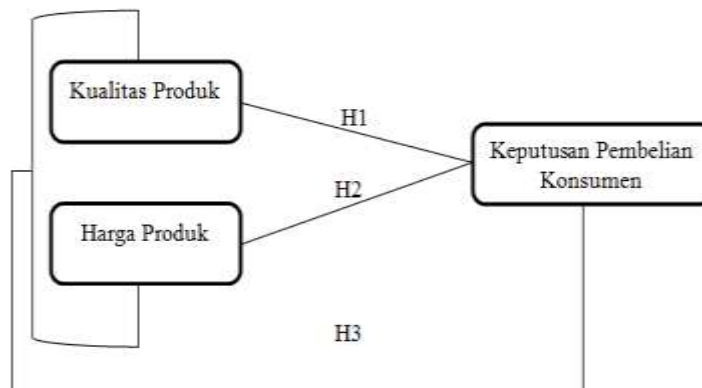 Kualitas Produk
H1
Keputusan Pembelian
Konsumen
H2
Harga Produk
H3